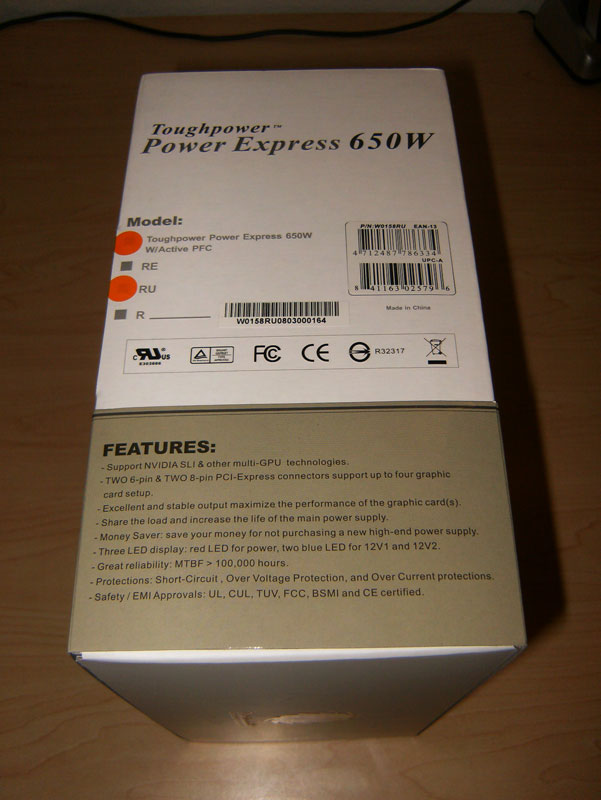 Toughpower™
Power Express 650W
Model:
Toughpower Power Express 650W
W/Active PFC
RE
RU
R
P/N:W0158RU EAN-13
4 712487 786334
UPC-A
8 41163 02579 6
Made in China
W0158RU0803000164
C RU US
E303886
FC
CE
R32317
FEATURES:
- Support NVIDIA SLI & other multi-GPU technologies.
- TWO 6-pin & TWO 8-pin PCI-Express connectors support up to four graphic
card setup.
- Excellent and stable output maximize the performance of the graphic card(s).
- Share the load and increase the life of the main power supply.
- Money Saver: save your money for not purchasing a new high-end power supply.
- Three LED display: red LED for power, two blue LED for 12V1 and 12V2.
- Great reliability: MTBF > 100,000 hours.
- Protections: Short-Circuit , Over Voltage Protection, and Over Current protections.
- Safety / EMI Approvals: UL, CUL, TUV, FCC, BSMI and CE certified.